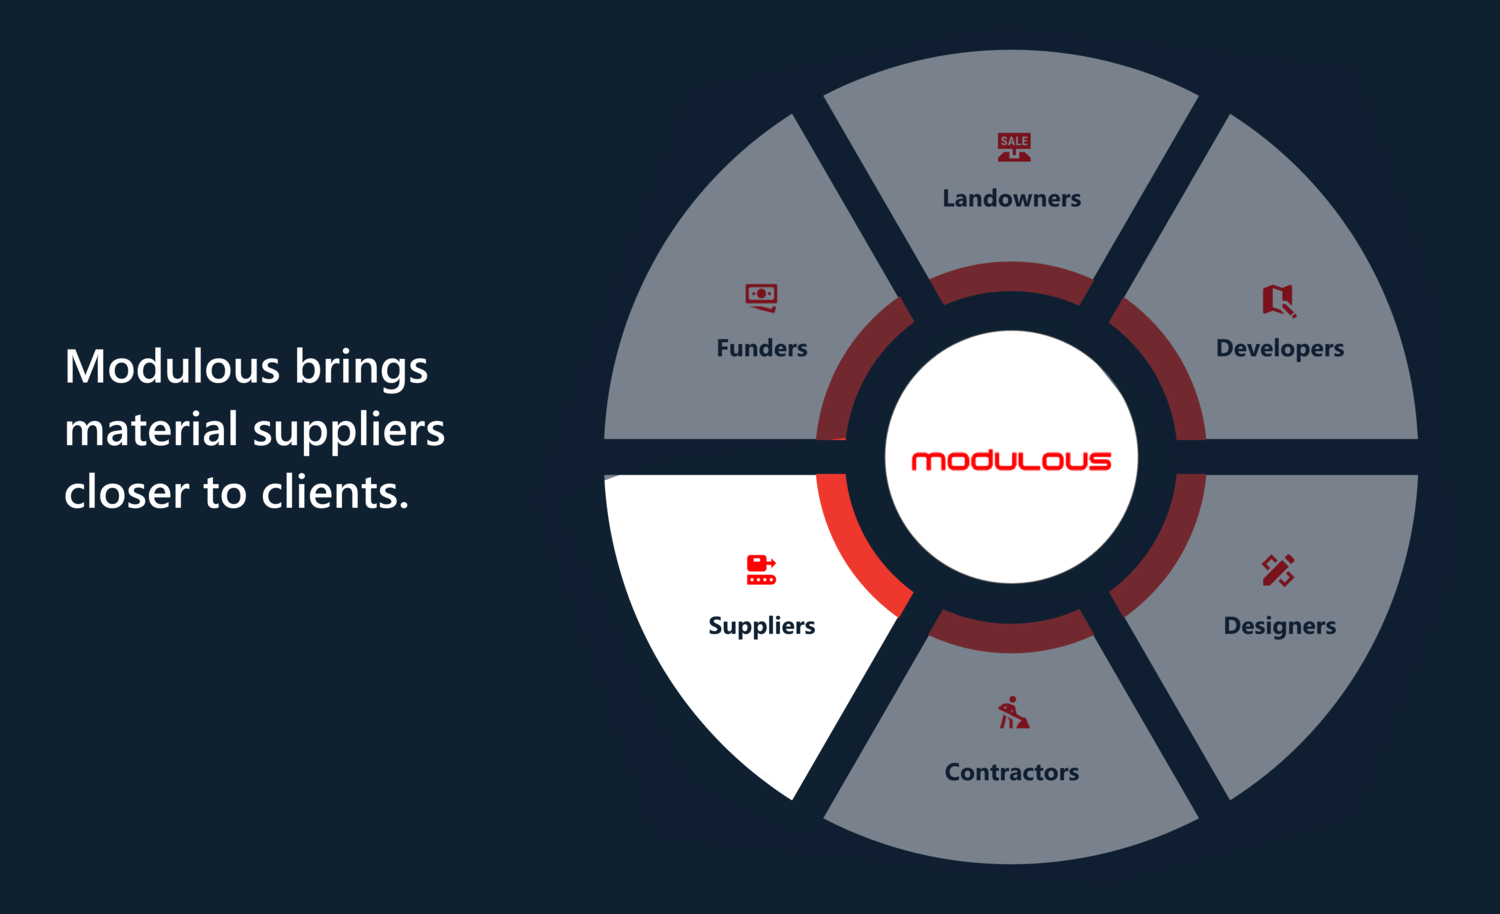 Modulous brings
material suppliers
closer to clients.
SALE
Landowners
Funders
Developers
modulous
Suppliers
Designers
Contractors